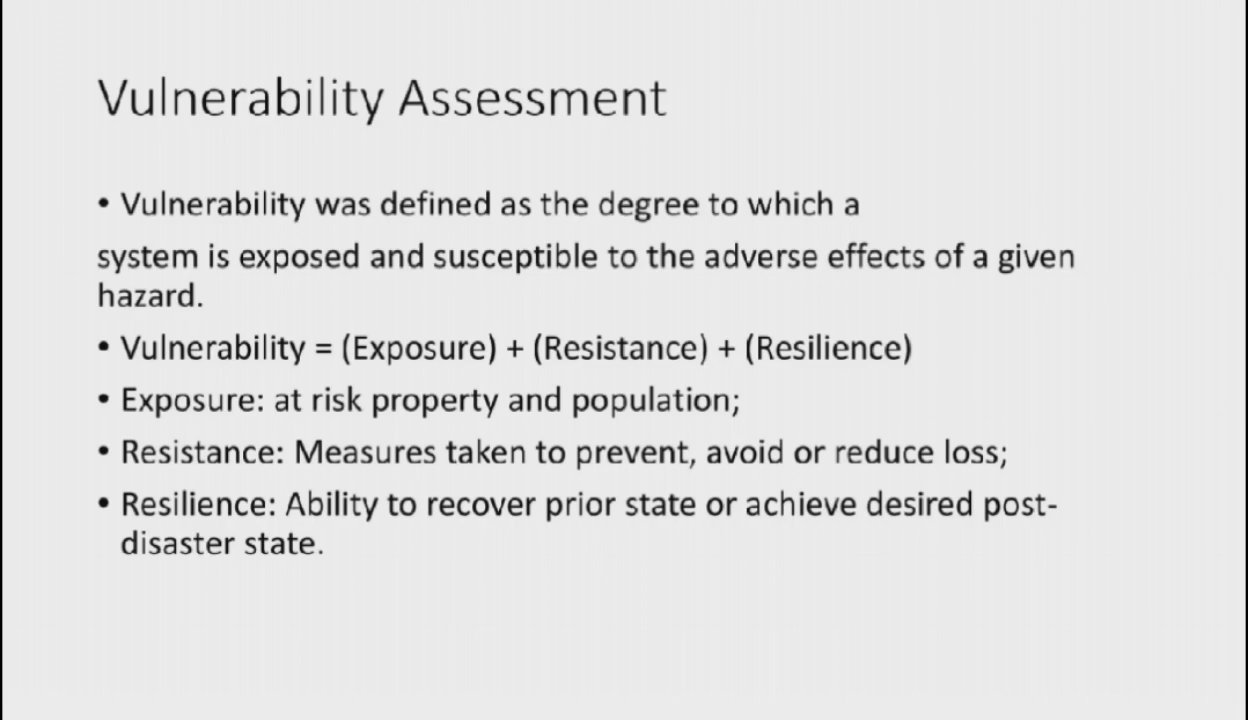 Vulnerability Assessment
• Vulnerability was defined as the degree to which a
system is exposed and susceptible to the adverse effects of a given
hazard.
• Vulnerability = (Exposure) + (Resistance) + (Resilience)
• Exposure: at risk property and population;
• Resistance: Measures taken to prevent, avoid or reduce loss;
• Resilience: Ability to recover prior state or achieve desired post-
disaster state.